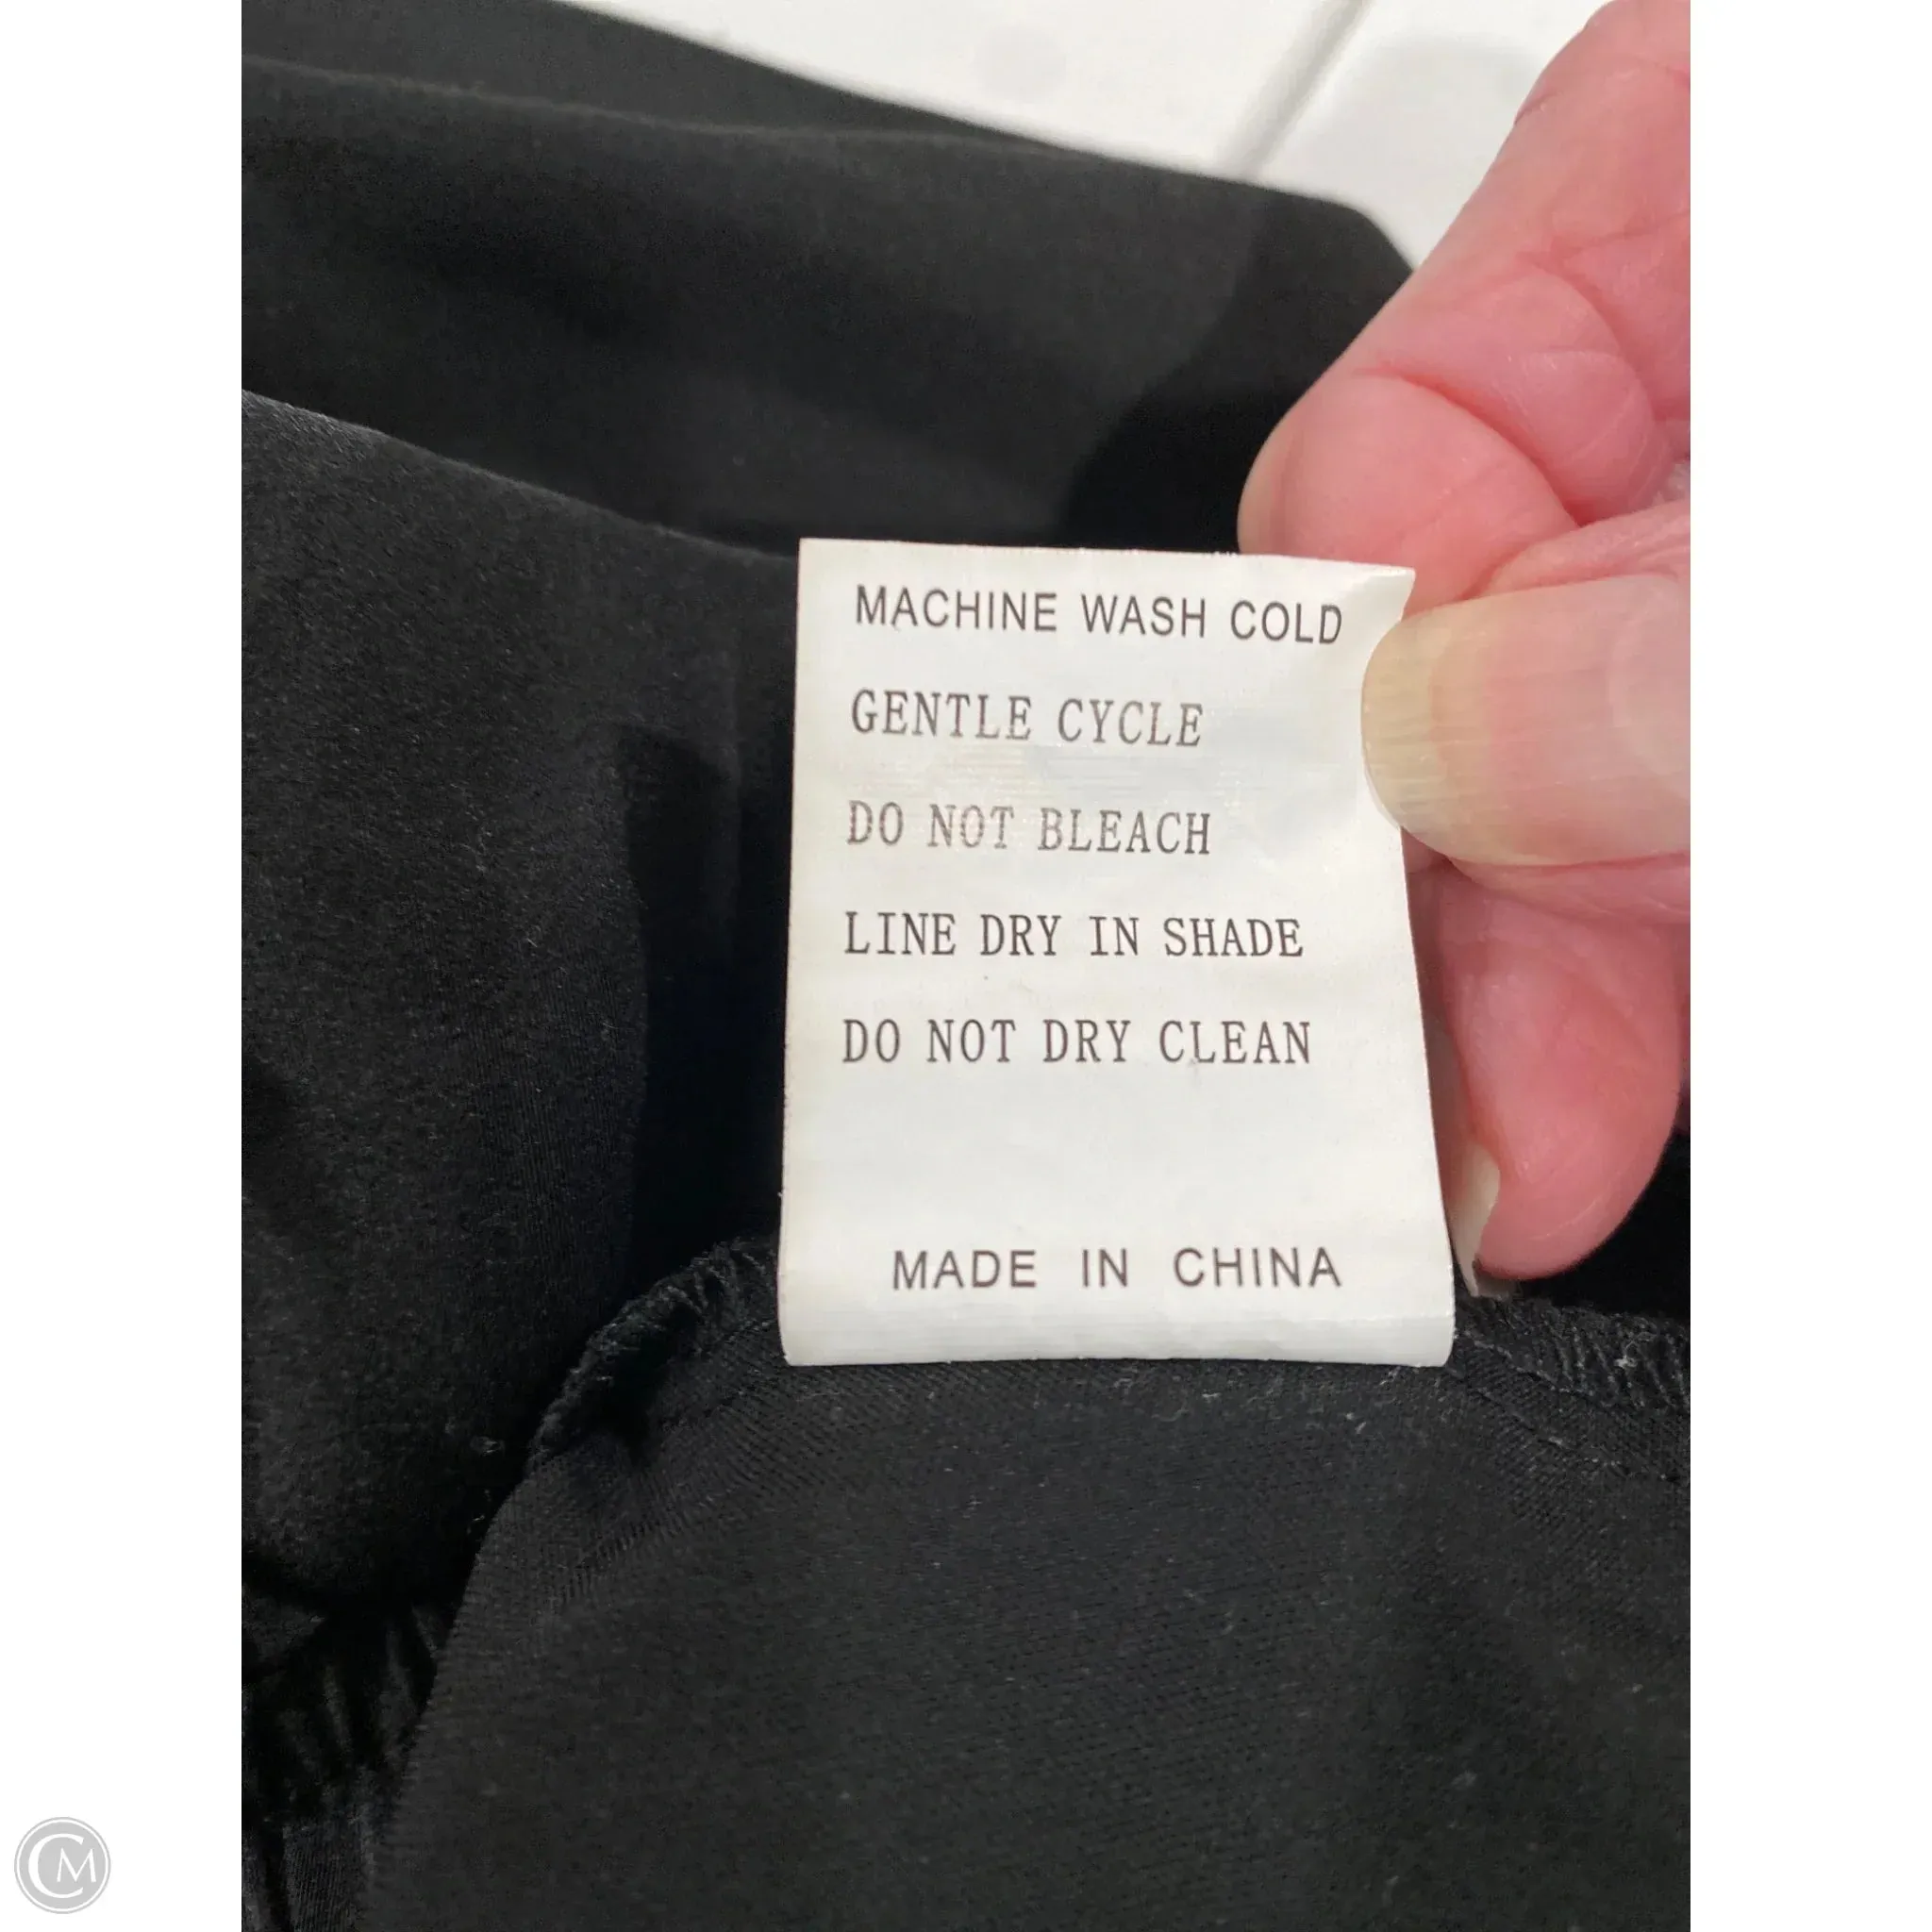 MACHINE WASH COLD
GENTLE CYCLE
DO NOT BLEACH
LINE DRY IN SHADE
DO NOT DRY CLEAN
MADE IN CHINA
CM